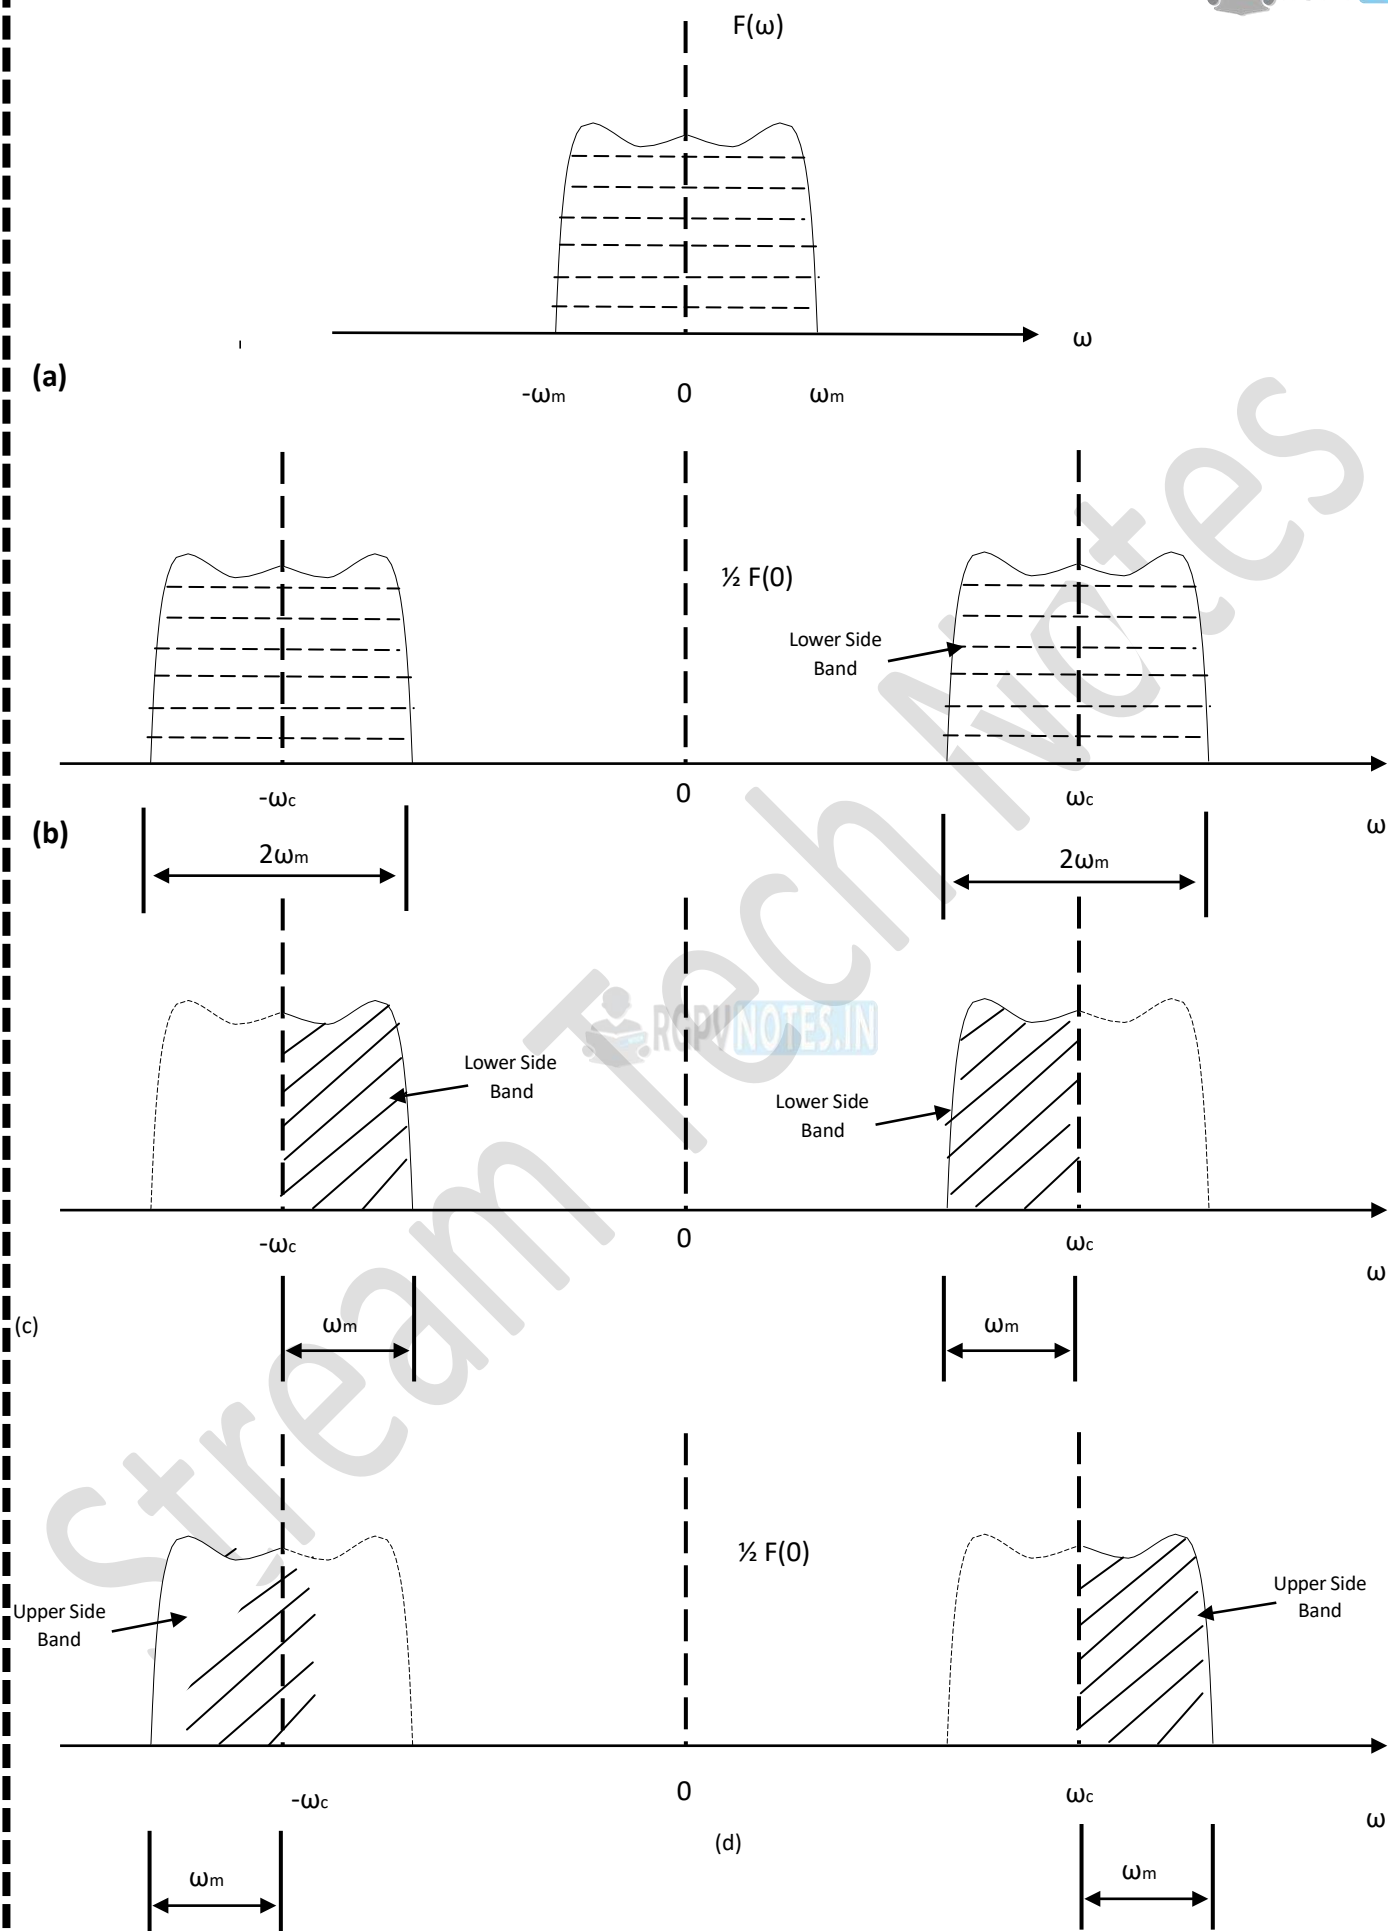 F(ω)
ω
(a)
-ωm 0 ωm
½ F(0)
Lower Side
Band
-ωc 0 ωc
ω
(b)
2ωm 2ωm
Lower Side
Band
Lower Side
Band
RGPVNOTES.IN
-ωc 0 ωc
ω
(c)
ωm ωm
½ F(0)
Upper Side
Band
Upper Side
Band
-ωc 0 ωc
ω
(d)
ωm ωm
Stream Tech Notes